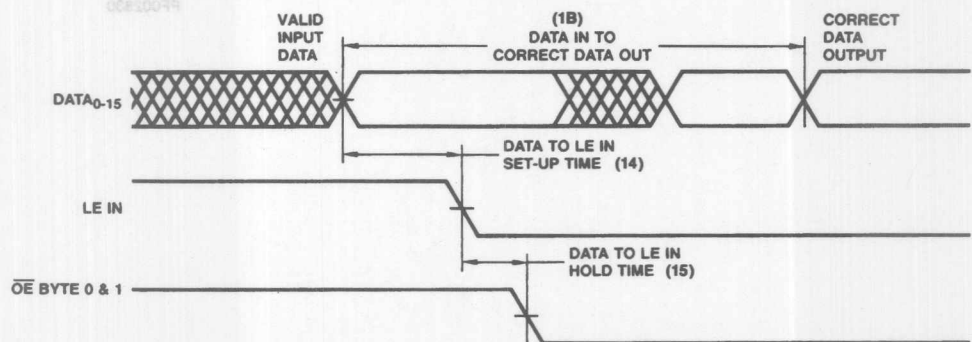 VALID
INPUT
DATA
(1B)
DATA IN TO
CORRECT DATA OUT
CORRECT
DATA
OUTPUT
DATA0-15
DATA TO LE IN
SET-UP TIME (14)
LE IN
DATA TO LE IN
HOLD TIME (15)
OE BYTE 0 & 1